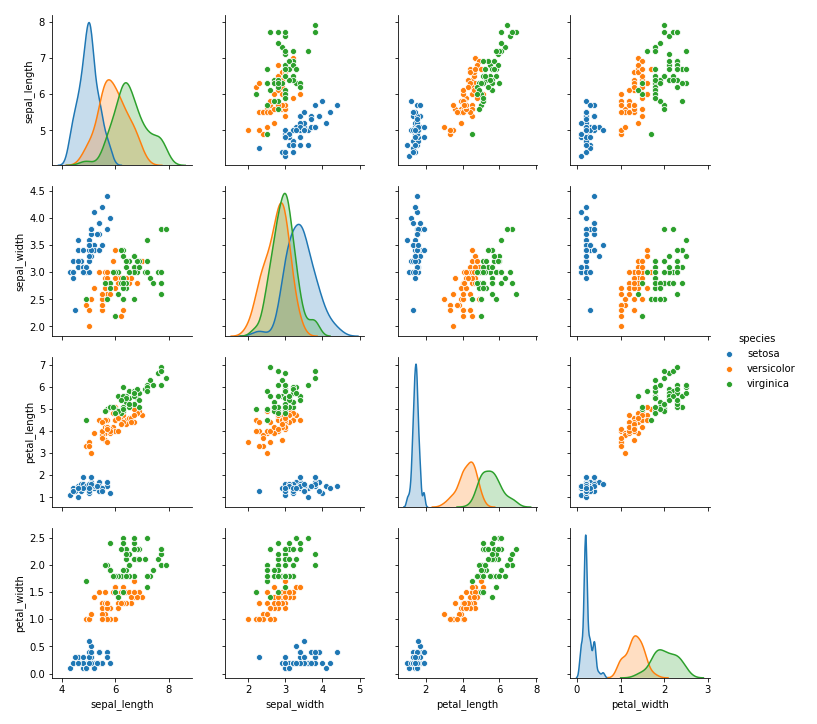 8
7
6
5
sepal_length
4.5
4.0
3.5
3.0
2.5
2.0
sepal_width
species
setosa
versicolor
virginica
7
6
5
4
3
2
1
petal_length
2.5
2.0
1.5
1.0
0.5
0.0
petal_width
4 6 8
sepal_length
2 3 4 5
sepal_width
2 4 6 8
petal_length
0 1 2 3
petal_width